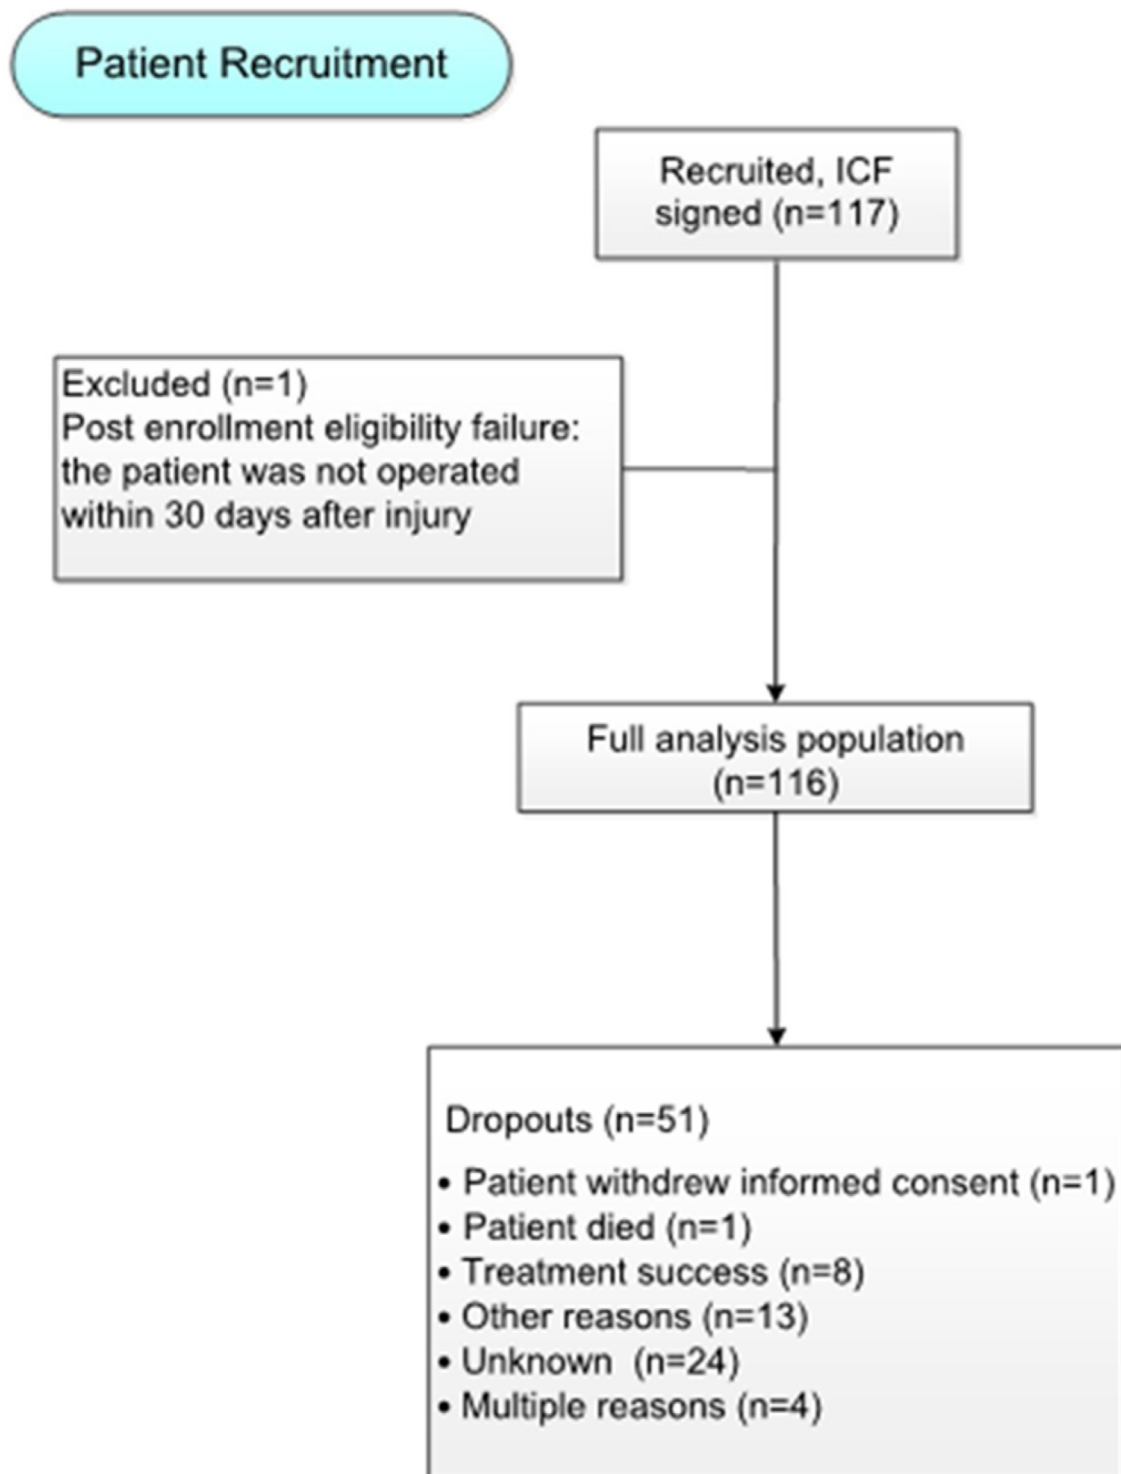 Patient Recruitment
Recruited, ICF
signed (n=117)
Excluded (n=1)
Post enrollment eligibility failure:
the patient was not operated
within 30 days after injury
Full analysis population
(n=116)
Dropouts (n=51)
• Patient withdrew informed consent (n=1)
• Patient died (n=1)
• Treatment success (n=8)
• Other reasons (n=13)
• Unknown  (n=24)
• Multiple reasons (n=4)